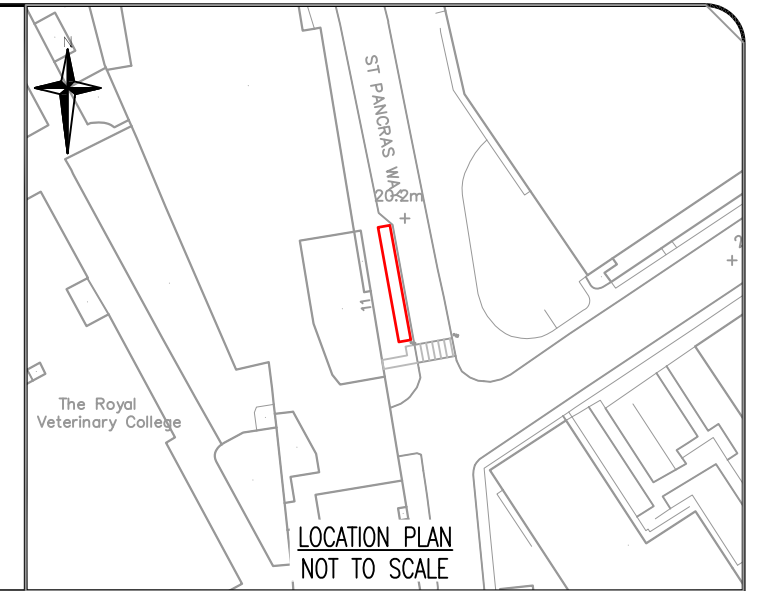 N
ST PANCRAS WAY
20.2m
11
The Royal
Veterinary College
LOCATION PLAN
NOT TO SCALE